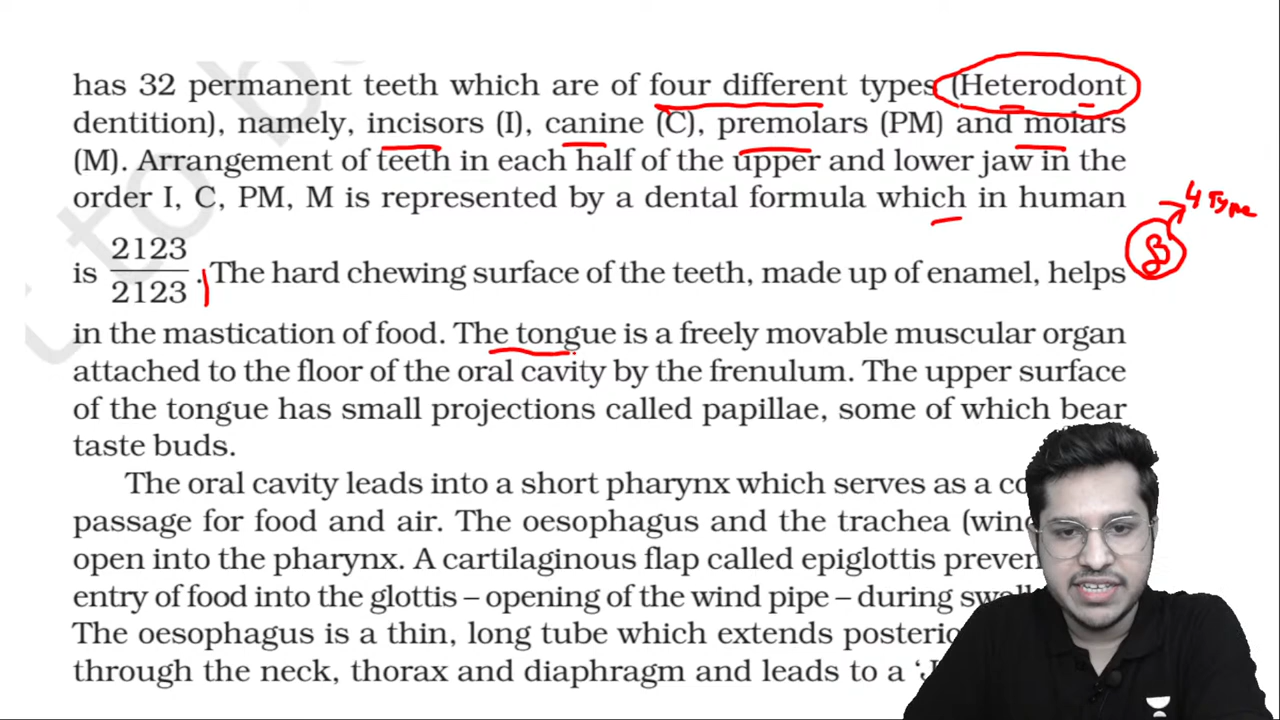 has 32 permanent teeth which are of four different types (Heterodont
dentition), namely, incisors (I), canine (C), premolars (PM) and molars
(M). Arrangement of teeth in each half of the upper and lower jaw in the
order I, C, PM, M is represented by a dental formula which in human
4 Type
is 2123/2123. The hard chewing surface of the teeth, made up of enamel, helps
in the mastication of food. The tongue is a freely movable muscular organ
attached to the floor of the oral cavity by the frenulum. The upper surface
of the tongue has small projections called papillae, some of which bear
taste buds.
The oral cavity leads into a short pharynx which serves as a co
passage for food and air. The oesophagus and the trachea (wind
open into the pharynx. A cartilaginous flap called epiglottis preven
entry of food into the glottis – opening of the wind pipe – during swall
The oesophagus is a thin, long tube which extends posterio
through the neck, thorax and diaphragm and leads to a ‘J